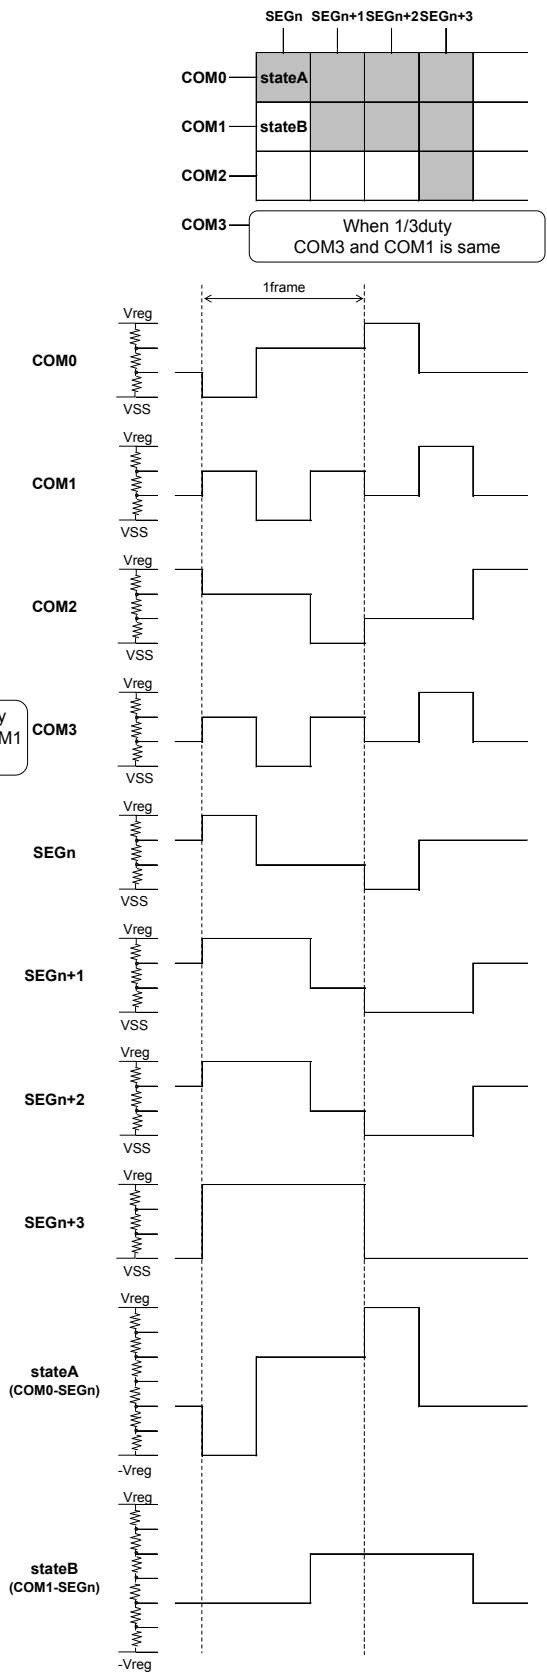 SEGn SEGn+1 SEGn+2 SEGn+3
COM0 stateA
COM1 stateB
COM2
COM3
When 1/3duty
COM3 and COM1 is same
1frame
Vreg
COM0
VSS
Vreg
COM1
VSS
Vreg
COM2
VSS
Vreg
y
M1
COM3
VSS
Vreg
SEGn
VSS
Vreg
SEGn+1
VSS
Vreg
SEGn+2
VSS
Vreg
SEGn+3
VSS
Vreg
stateA
(COM0-SEGn)
-Vreg
Vreg
stateB
(COM1-SEGn)
-Vreg